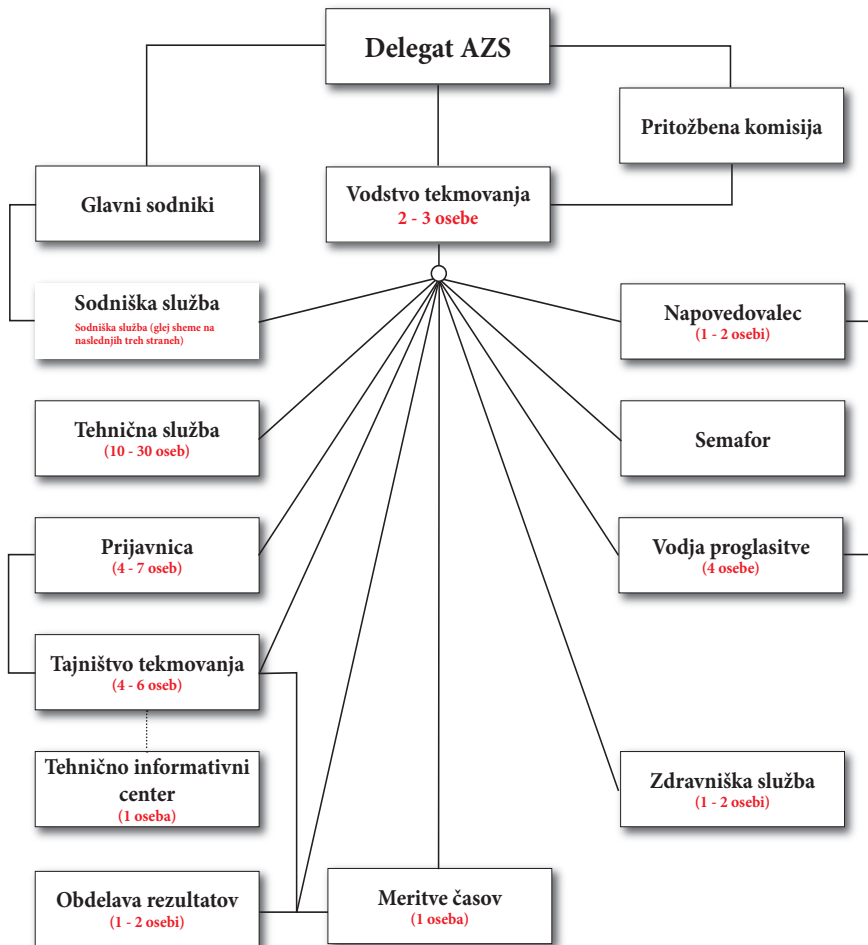 Delegat AZS
Pritožbena komisija
Glavni sodniki
Vodstvo tekmovanja
2 - 3 osebe
Sodniška služba
Sodniška služba (glej sheme na
naslednjih treh straneh)
Napovedovalec
(1 - 2 osebi)
Tehnična služba
(10 - 30 oseb)
Semafor
Prijavnica
(4 - 7 oseb)
Vodja proglasitve
(4 osebe)
Tajništvo tekmovanja
(4 - 6 oseb)
Tehnično informativni
center
(1 oseba)
Zdravniška služba
(1 - 2 osebi)
Obdelava rezultatov
(1 - 2 osebi)
Meritve časov
(1 oseba)